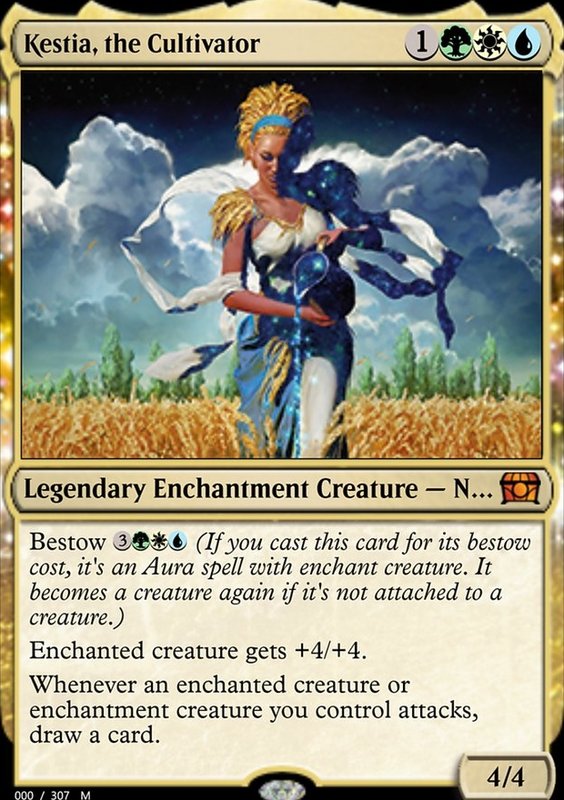 Kestia, the Cultivator 1
Legendary Enchantment Creature — N...
Bestow 3 (If you cast this card for its bestow
cost, it's an Aura spell with enchant creature. It
becomes a creature again if it's not attached to a
creature.)
Enchanted creature gets +4/+4.
Whenever an enchanted creature or
enchantment creature you control attacks,
draw a card.
4/4
000 / 307 M